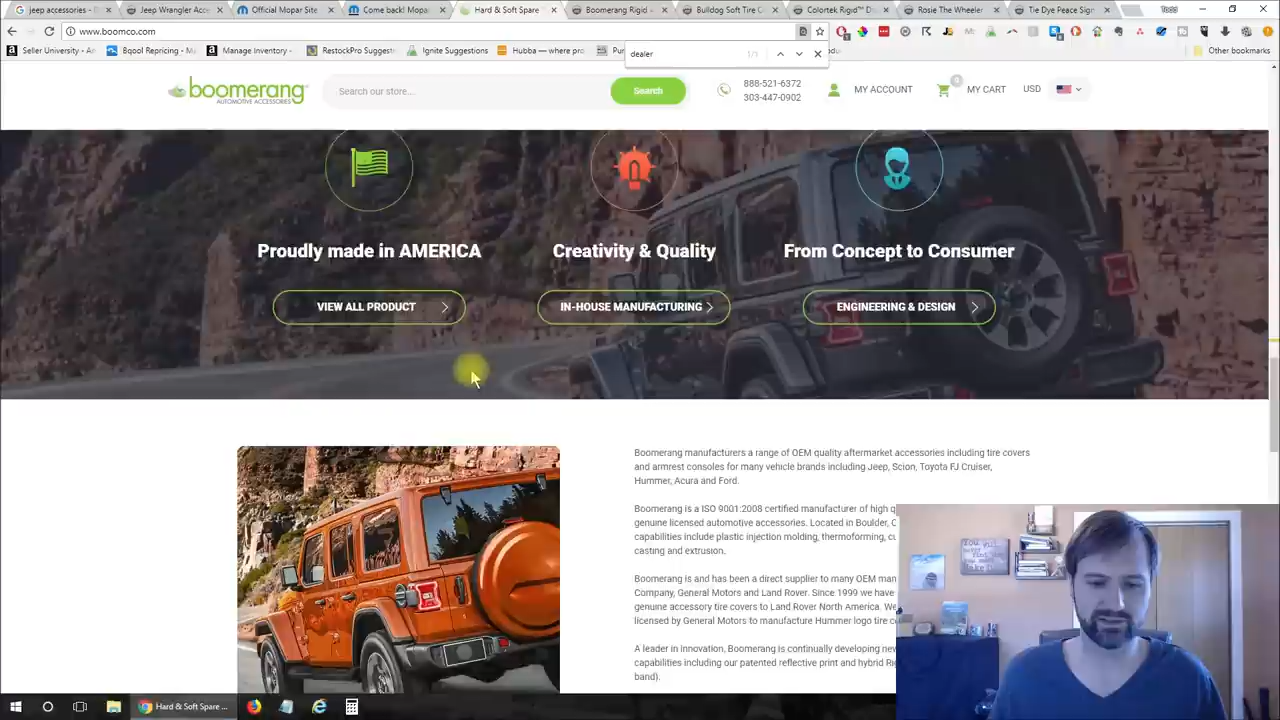 jeep accessories - B
Jeep Wrangler Acce
Official Mopar Site
Come back! Mopar
Hard & Soft Spare
Boomerang Rigid -
Bulldog Soft Tire C
Colortek Rigid™ D
Rosie The Wheeler
Tie Dye Peace Sign
Todd
www.boomco.com
Seller University - Am
Bqool Repricing - Ma
Manage Inventory -
RestockPro Suggest
Ignite Suggestions
Hubba — where pro
Other bookmarks
dealer
1/1
boomerang
AUTOMOTIVE ACCESSORIES
Search our store...
Search
888-521-6372
303-447-0902
MY ACCOUNT
0
MY CART
USD
Proudly made in AMERICA
Creativity & Quality
From Concept to Consumer
VIEW ALL PRODUCT
IN-HOUSE MANUFACTURING
ENGINEERING & DESIGN
Boomerang manufacturers a range of OEM quality aftermarket accessories including tire covers
and armrest consoles for many vehicle brands including Jeep, Scion, Toyota FJ Cruiser,
Hummer, Acura and Ford.
Boomerang is a ISO 9001:2008 certified manufacturer of high q
genuine licensed automotive accessories. Located in Boulder, C
capabilities include plastic injection molding, thermoforming, cu
casting and extrusion.
Boomerang is and has been a direct supplier to many OEM man
Company, General Motors and Land Rover. Since 1999 we have
genuine accessory tire covers to Land Rover North America. We
licensed by General Motors to manufacture Hummer logo tire c
A leader in innovation, Boomerang is continually developing new
capabilities including our patented reflective print and hybrid Rig
band).
You will
never find
Hard & Soft Spare ...